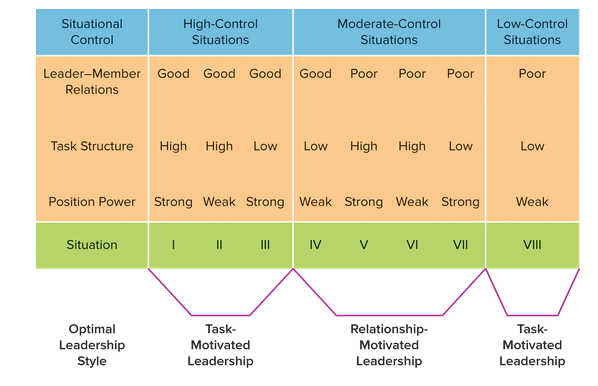 Situational Control High-Control Situations Moderate-Control Situations Low-Control Situations
Leader–Member Relations Good Good Good Good Poor Poor Poor Poor
Task Structure High High Low Low High High Low Low
Position Power Strong Weak Strong Weak Strong Weak Strong Weak
Situation I II III IV V VI VII VIII
Optimal Leadership Style Task-Motivated Leadership Relationship-Motivated Leadership Task-Motivated Leadership